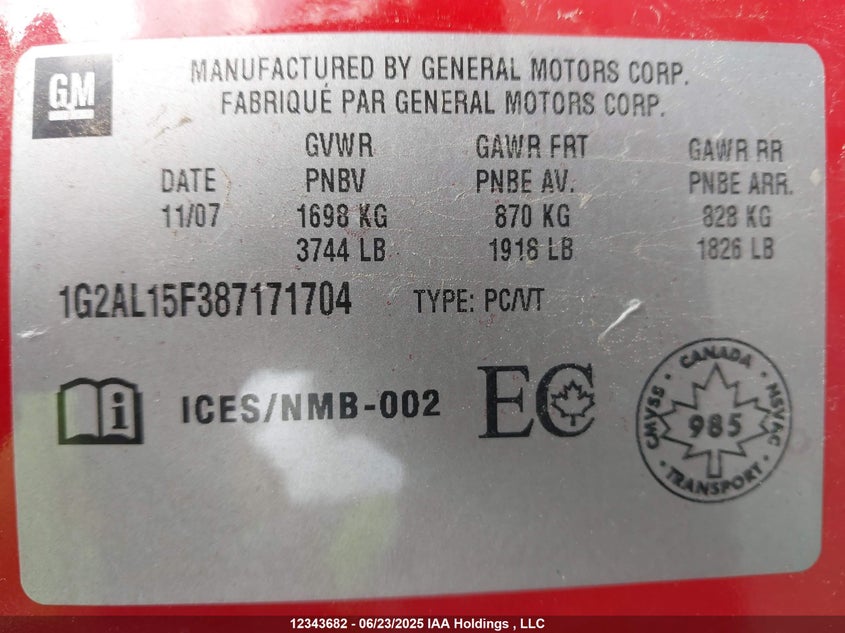 GM
MANUFACTURED BY GENERAL MOTORS CORP.
FABRIQUÉ PAR GENERAL MOTORS CORP.
GVWR GAWR FRT GAWR RR
DATE PNBV PNBE AV. PNBE ARR.
11/07 1698 KG 870 KG 828 KG
3744 LB 1918 LB 1826 LB
1G2AL15F387171704 TYPE: PC/VT
i ICES/NMB-002 EC
CMVSS · CANADA · NSVAC · TRANSPORT ·
985
12343682 - 06/23/2025 IAA Holdings , LLC